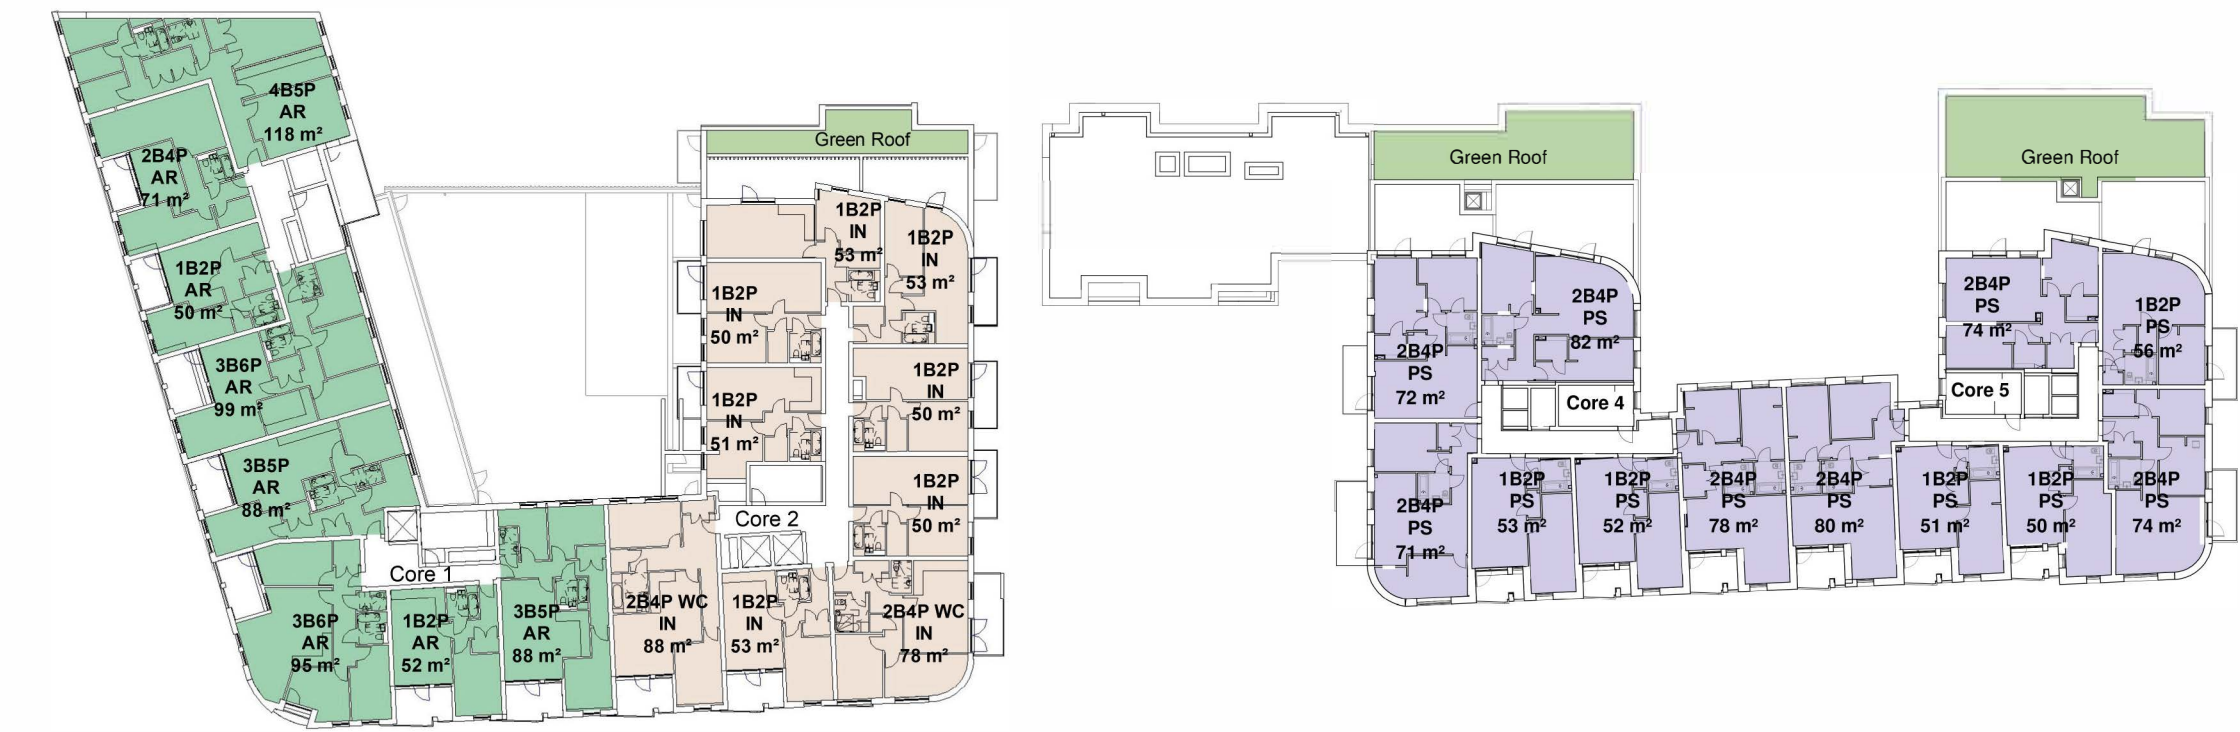 4B5P
AR
118 m²
2B4P
AR
71 m²
1B2P
AR
50 m²
3B6P
AR
99 m²
3B5P
AR
88 m²
Core 1
3B6P
AR
95 m²
1B2P
AR
52 m²
3B5P
AR
88 m²
Green Roof
1B2P
IN
53 m²
1B2P
IN
53 m²
1B2P
IN
50 m²
1B2P
IN
50 m²
1B2P
IN
51 m²
1B2P
IN
50 m²
Core 2
2B4P WC
IN
88 m²
1B2P
IN
53 m²
2B4P WC
IN
78 m²
Green Roof
2B4P
PS
82 m²
2B4P
PS
72 m²
Core 4
2B4P
PS
71 m²
1B2P
PS
53 m²
1B2P
PS
52 m²
2B4P
PS
78 m²
2B4P
PS
80 m²
Green Roof
2B4P
PS
74 m²
1B2P
PS
56 m²
Core 5
1B2P
PS
51 m²
1B2P
PS
50 m²
2B4P
PS
74 m²